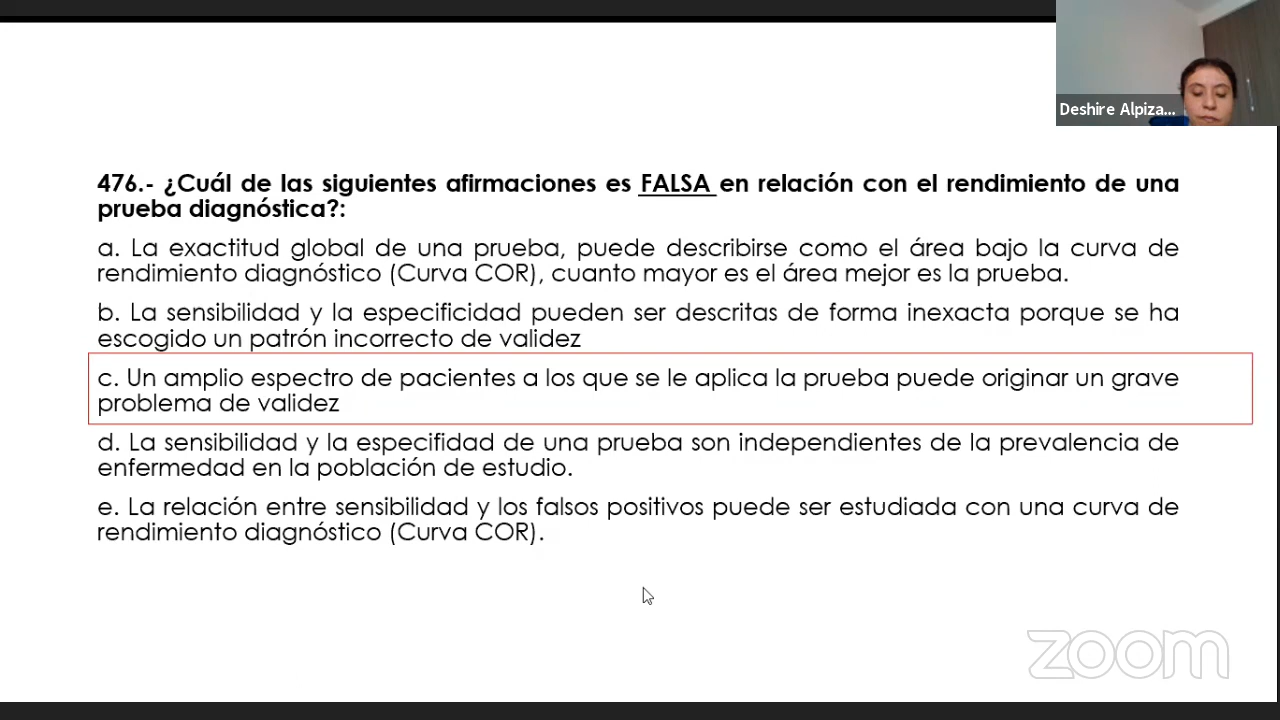 Deshire Alpiza...
476.- ¿Cuál de las siguientes afirmaciones es FALSA en relación con el rendimiento de una
prueba diagnóstica?:
a. La exactitud global de una prueba, puede describirse como el área bajo la curva de
rendimiento diagnóstico (Curva COR), cuanto mayor es el área mejor es la prueba.
b. La sensibilidad y la especificidad pueden ser descritas de forma inexacta porque se ha
escogido un patrón incorrecto de validez
c. Un amplio espectro de pacientes a los que se le aplica la prueba puede originar un grave
problema de validez
d. La sensibilidad y la especifidad de una prueba son independientes de la prevalencia de
enfermedad en la población de estudio.
e. La relación entre sensibilidad y los falsos positivos puede ser estudiada con una curva de
rendimiento diagnóstico (Curva COR).
zoom